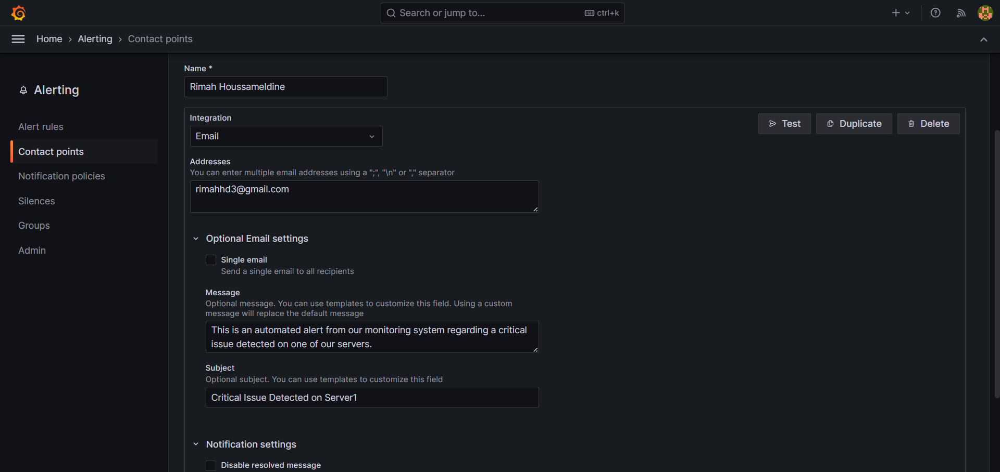 Search or jump to...
ctrl+k
Home › Alerting › Contact points
Alerting
Alert rules
Contact points
Notification policies
Silences
Groups
Admin
Name *
Rimah Houssameldine
Integration
Email
Test
Duplicate
Delete
Addresses
You can enter multiple email addresses using a ";", "\n" or "," separator
rimahhd3@gmail.com
Optional Email settings
Single email
Send a single email to all recipients
Message
Optional message. You can use templates to customize this field. Using a custom
message will replace the default message
This is an automated alert from our monitoring system regarding a critical
issue detected on one of our servers.
Subject
Optional subject. You can use templates to customize this field
Critical Issue Detected on Server1
Notification settings
Disable resolved message